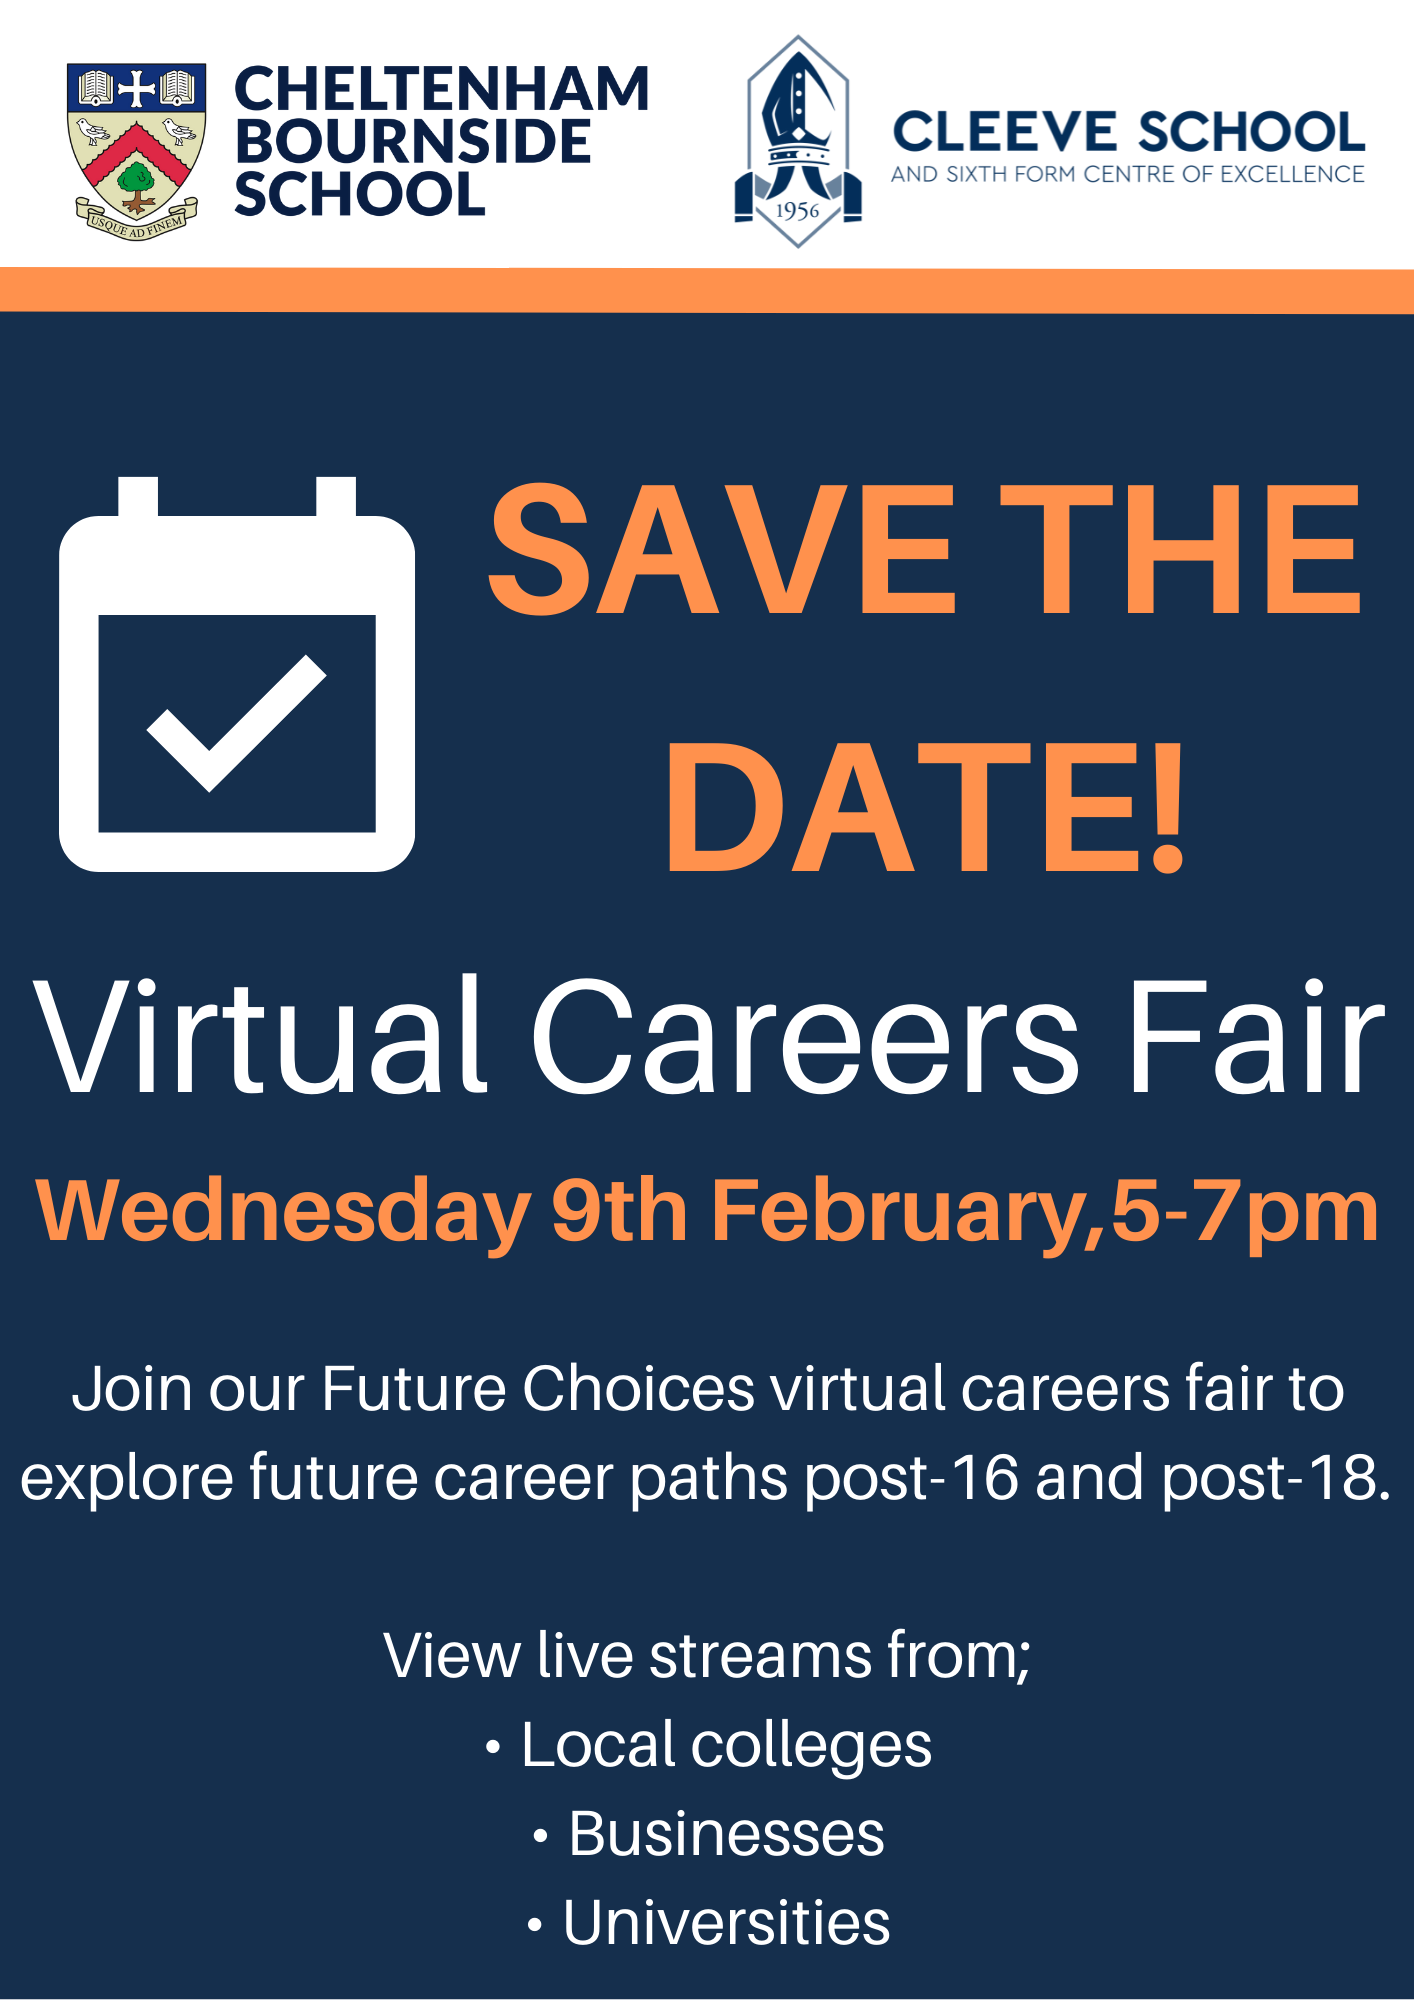 CHELTENHAM
BOURNSIDE
SCHOOL
USQUE AD FINEM
CLEEVE SCHOOL
AND SIXTH FORM CENTRE OF EXCELLENCE
1956
SAVE THE
DATE!
Virtual Careers Fair
Wednesday 9th February,5-7pm
Join our Future Choices virtual careers fair to
explore future career paths post-16 and post-18.
View live streams from;
• Local colleges
• Businesses
• Universities